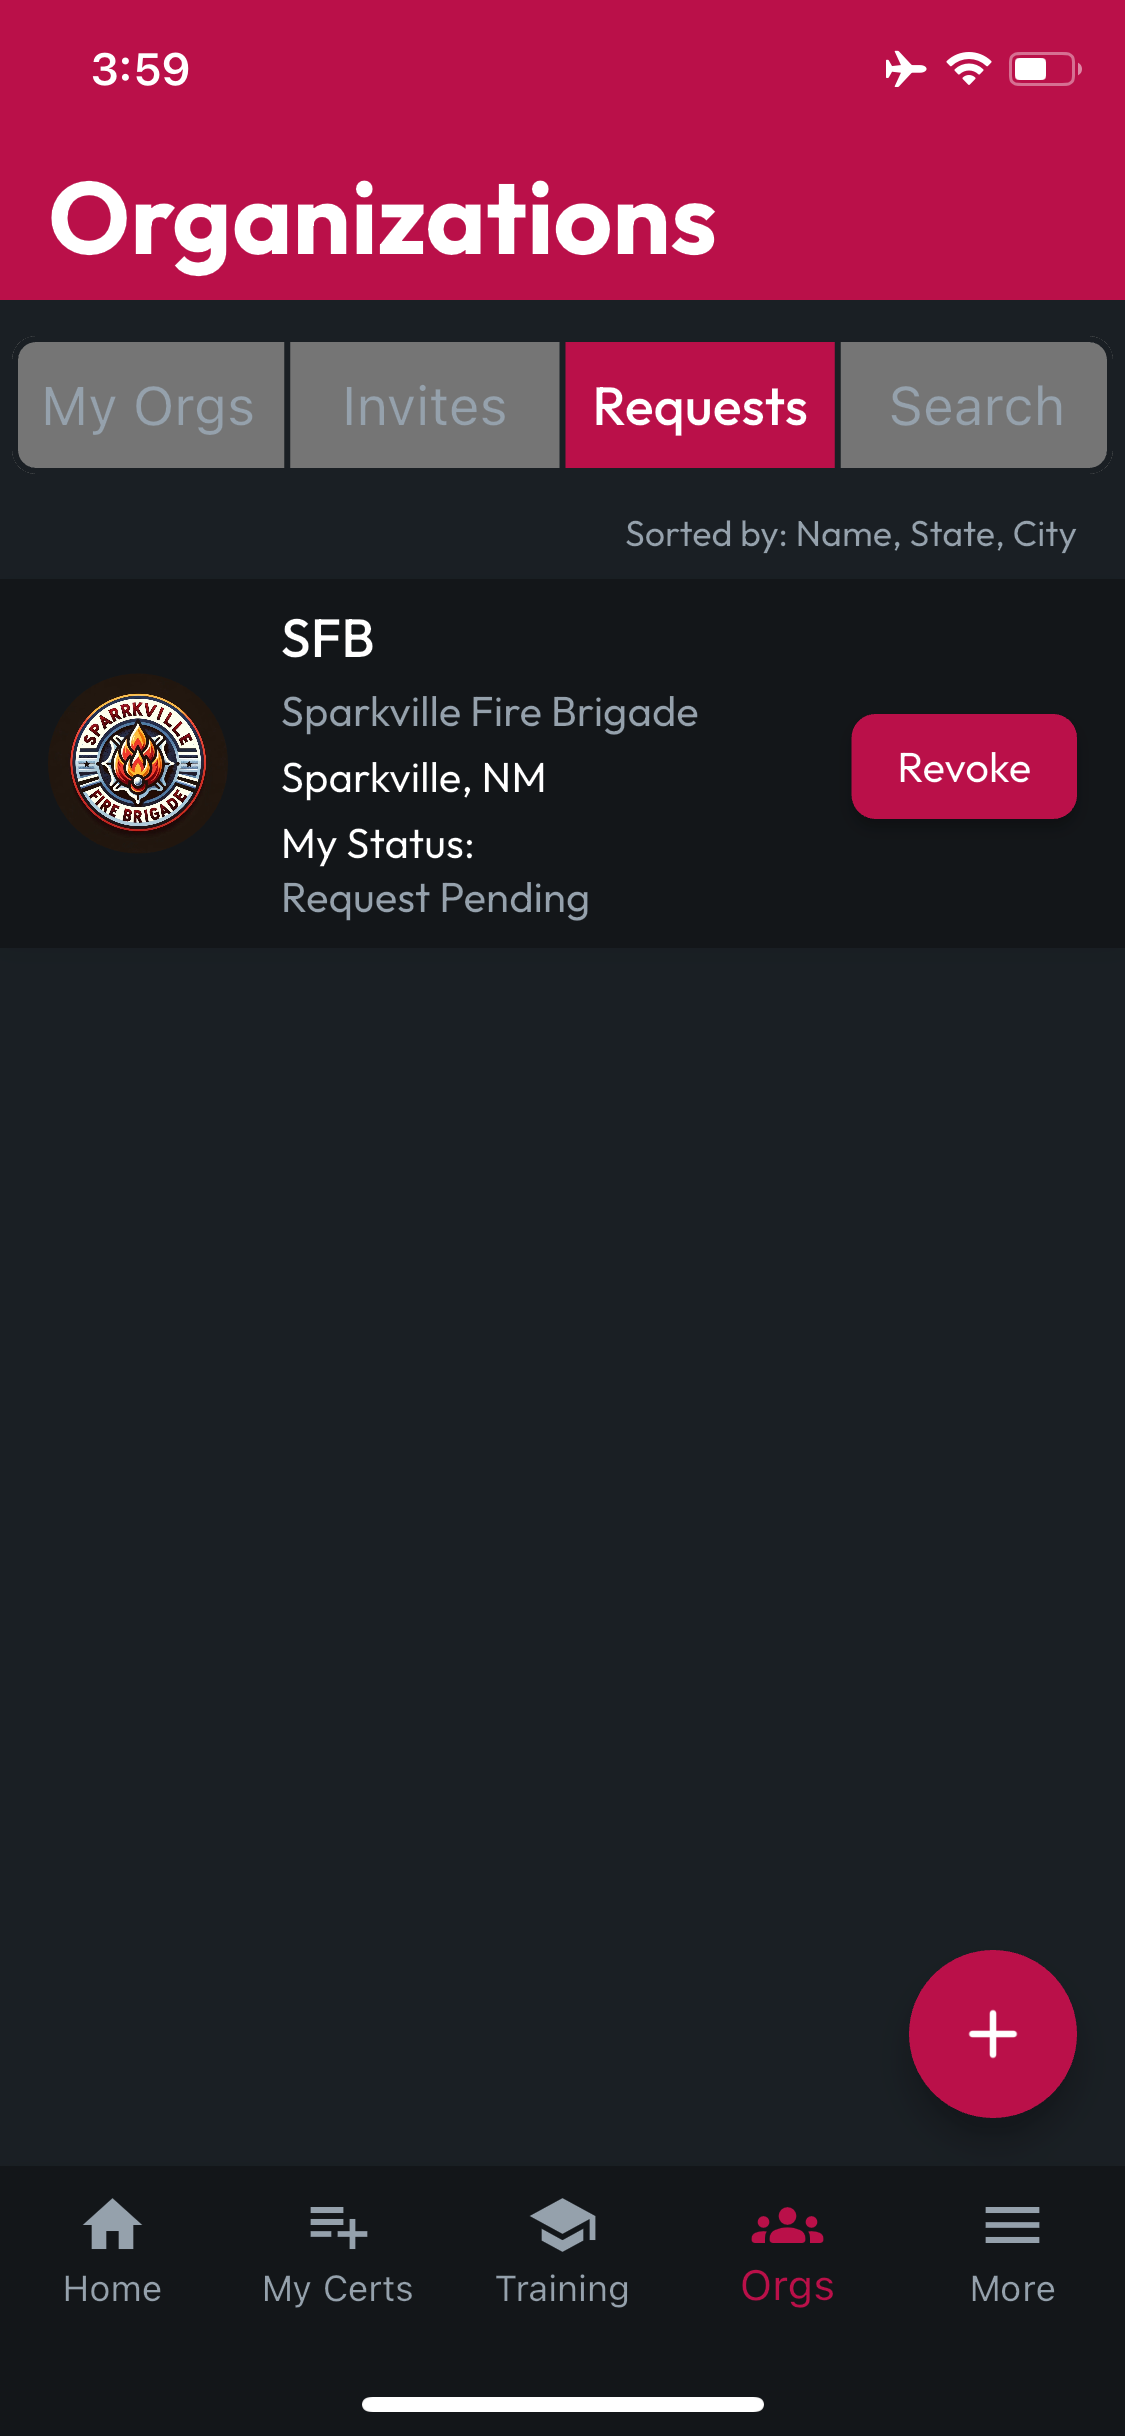 3:59
Organizations
My Orgs
Invites
Requests
Search
Sorted by: Name, State, City
SFB
Sparkville Fire Brigade
Sparkville, NM
My Status:
Request Pending
SPARRKVILLE
FIRE BRIGADE
Revoke
Home
My Certs
Training
Orgs
More